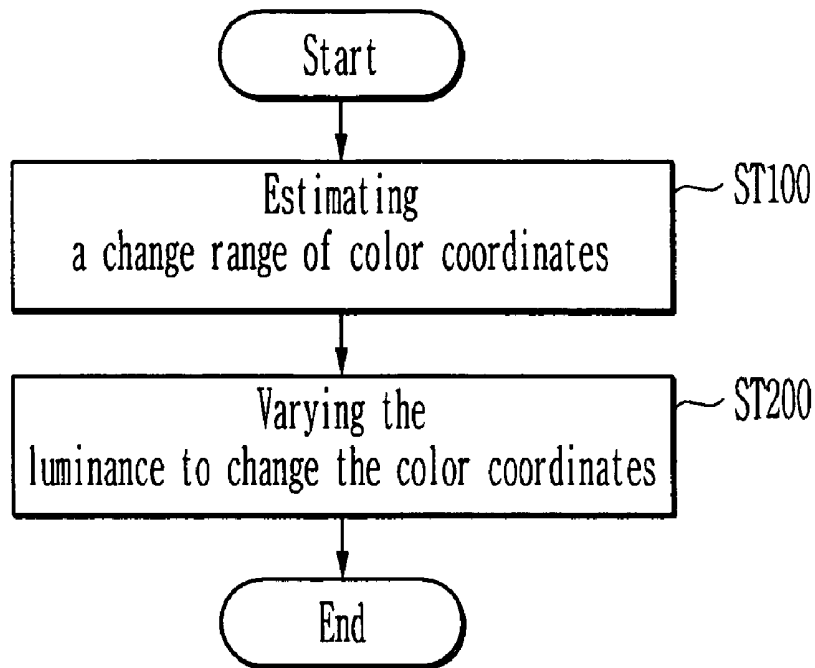 Start
Estimating
a change range of color coordinates
ST100
Varying the
luminance to change the color coordinates
ST200
End